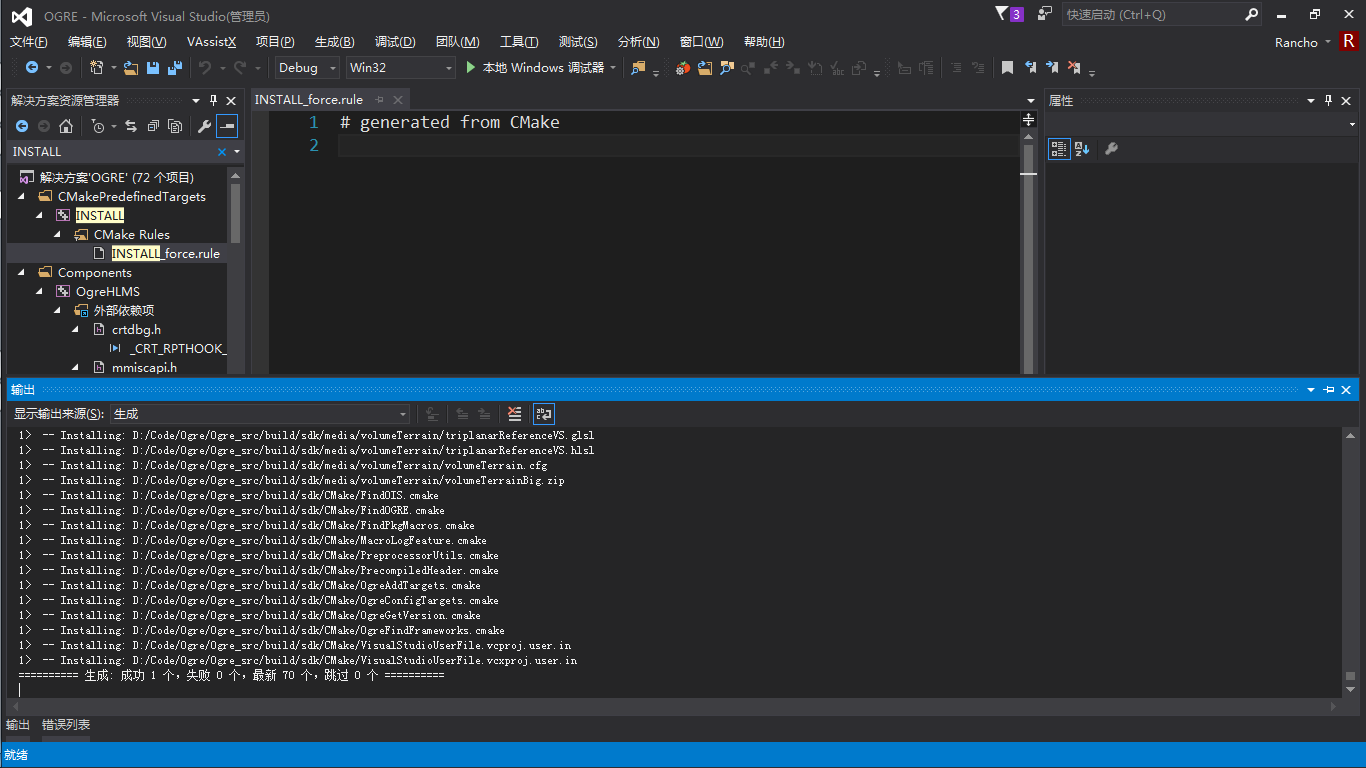 OGRE - Microsoft Visual Studio(管理员)
3
快速启动 (Ctrl+Q)
文件(F) 编辑(E) 视图(V) VAssistX 项目(P) 生成(B) 调试(D) 团队(M) 工具(T) 测试(S) 分析(N) 窗口(W) 帮助(H)
Rancho R
Debug Win32 本地 Windows 调试器
解决方案资源管理器
INSTALL
解决方案'OGRE' (72 个项目)
CMakePredefinedTargets
INSTALL
CMake Rules
INSTALL_force.rule
Components
OgreHLMS
外部依赖项
crtdbg.h
_CRT_RPTHOOK_
mmiscapi.h
INSTALL_force.rule
1 # generated from CMake
2
属性
输出
显示输出来源(S): 生成
1> -- Installing: D:/Code/Ogre/Ogre_src/build/sdk/media/volumeTerrain/triplanarReferenceVS.glsl
1> -- Installing: D:/Code/Ogre/Ogre_src/build/sdk/media/volumeTerrain/triplanarReferenceVS.hlsl
1> -- Installing: D:/Code/Ogre/Ogre_src/build/sdk/media/volumeTerrain/volumeTerrain.cfg
1> -- Installing: D:/Code/Ogre/Ogre_src/build/sdk/media/volumeTerrain/volumeTerrainBig.zip
1> -- Installing: D:/Code/Ogre/Ogre_src/build/sdk/CMake/FindOIS.cmake
1> -- Installing: D:/Code/Ogre/Ogre_src/build/sdk/CMake/FindOGRE.cmake
1> -- Installing: D:/Code/Ogre/Ogre_src/build/sdk/CMake/FindPkgMacros.cmake
1> -- Installing: D:/Code/Ogre/Ogre_src/build/sdk/CMake/MacroLogFeature.cmake
1> -- Installing: D:/Code/Ogre/Ogre_src/build/sdk/CMake/PreprocessorUtils.cmake
1> -- Installing: D:/Code/Ogre/Ogre_src/build/sdk/CMake/PrecompiledHeader.cmake
1> -- Installing: D:/Code/Ogre/Ogre_src/build/sdk/CMake/OgreAddTargets.cmake
1> -- Installing: D:/Code/Ogre/Ogre_src/build/sdk/CMake/OgreConfigTargets.cmake
1> -- Installing: D:/Code/Ogre/Ogre_src/build/sdk/CMake/OgreGetVersion.cmake
1> -- Installing: D:/Code/Ogre/Ogre_src/build/sdk/CMake/OgreFindFrameworks.cmake
1> -- Installing: D:/Code/Ogre/Ogre_src/build/sdk/CMake/VisualStudioUserFile.vcproj.user.in
1> -- Installing: D:/Code/Ogre/Ogre_src/build/sdk/CMake/VisualStudioUserFile.vcxproj.user.in
========== 生成: 成功 1 个，失败 0 个，最新 70 个，跳过 0 个 ==========
输出 错误列表
就绪